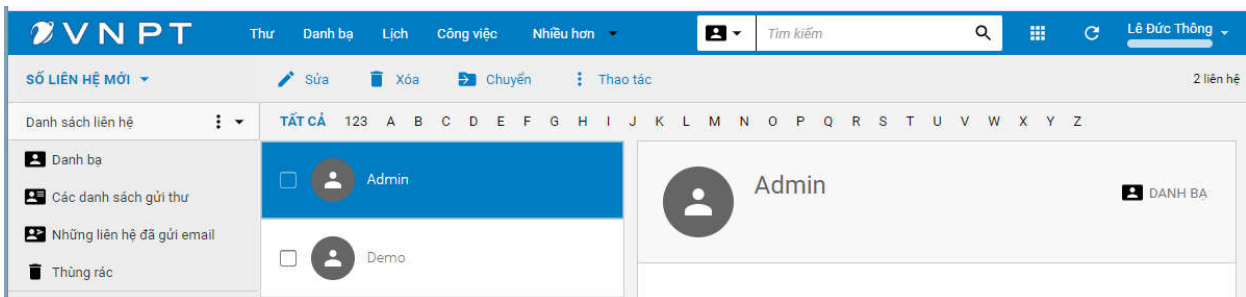 VNPT Thư Danh bạ Lịch Công việc Nhiều hơn Tìm kiếm Lê Đức Thông
SỔ LIÊN HỆ MỚI Sửa Xóa Chuyển Thao tác 2 liên hệ
Danh sách liên hệ TẤT CẢ 123 A B C D E F G H I J K L M N O P Q R S T U V W X Y Z
Danh bạ
Các danh sách gửi thư
Những liên hệ đã gửi email
Thùng rác
Admin
Demo
Admin DANH BẠ